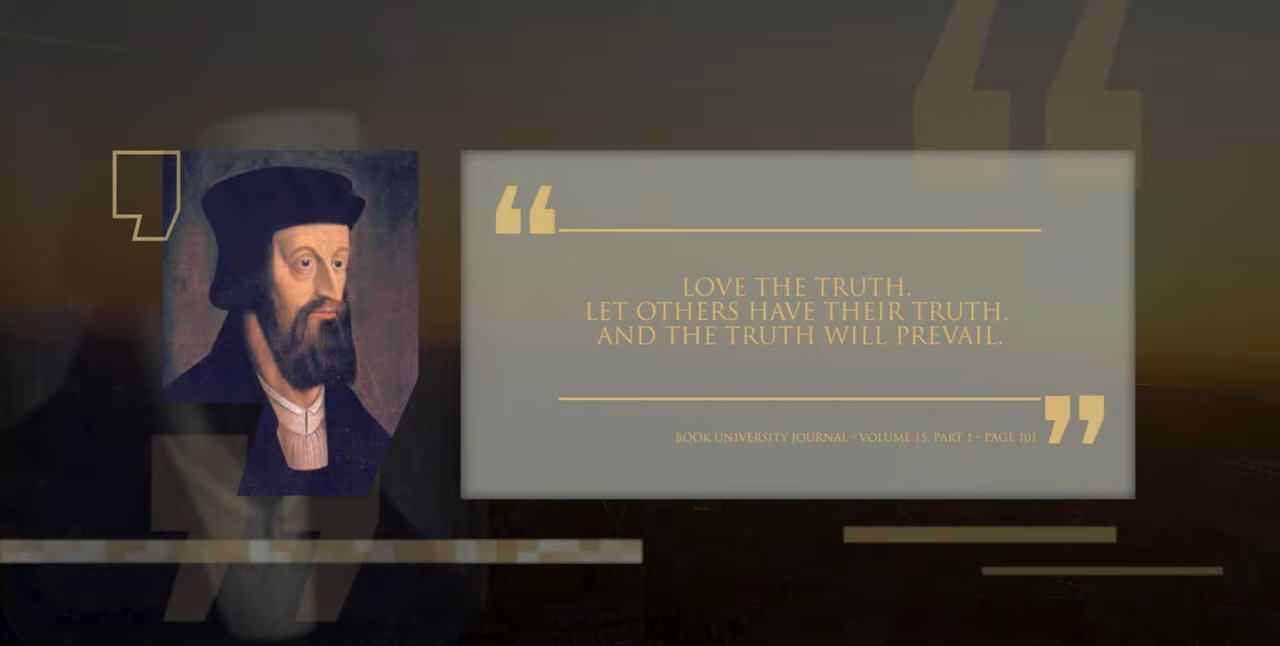 LOVE THE TRUTH.
LET OTHERS HAVE THEIR TRUTH.
AND THE TRUTH WILL PREVAIL.
BOOK UNIVERSITY JOURNAL - VOLUME 15, PART 1 - PAGE 101